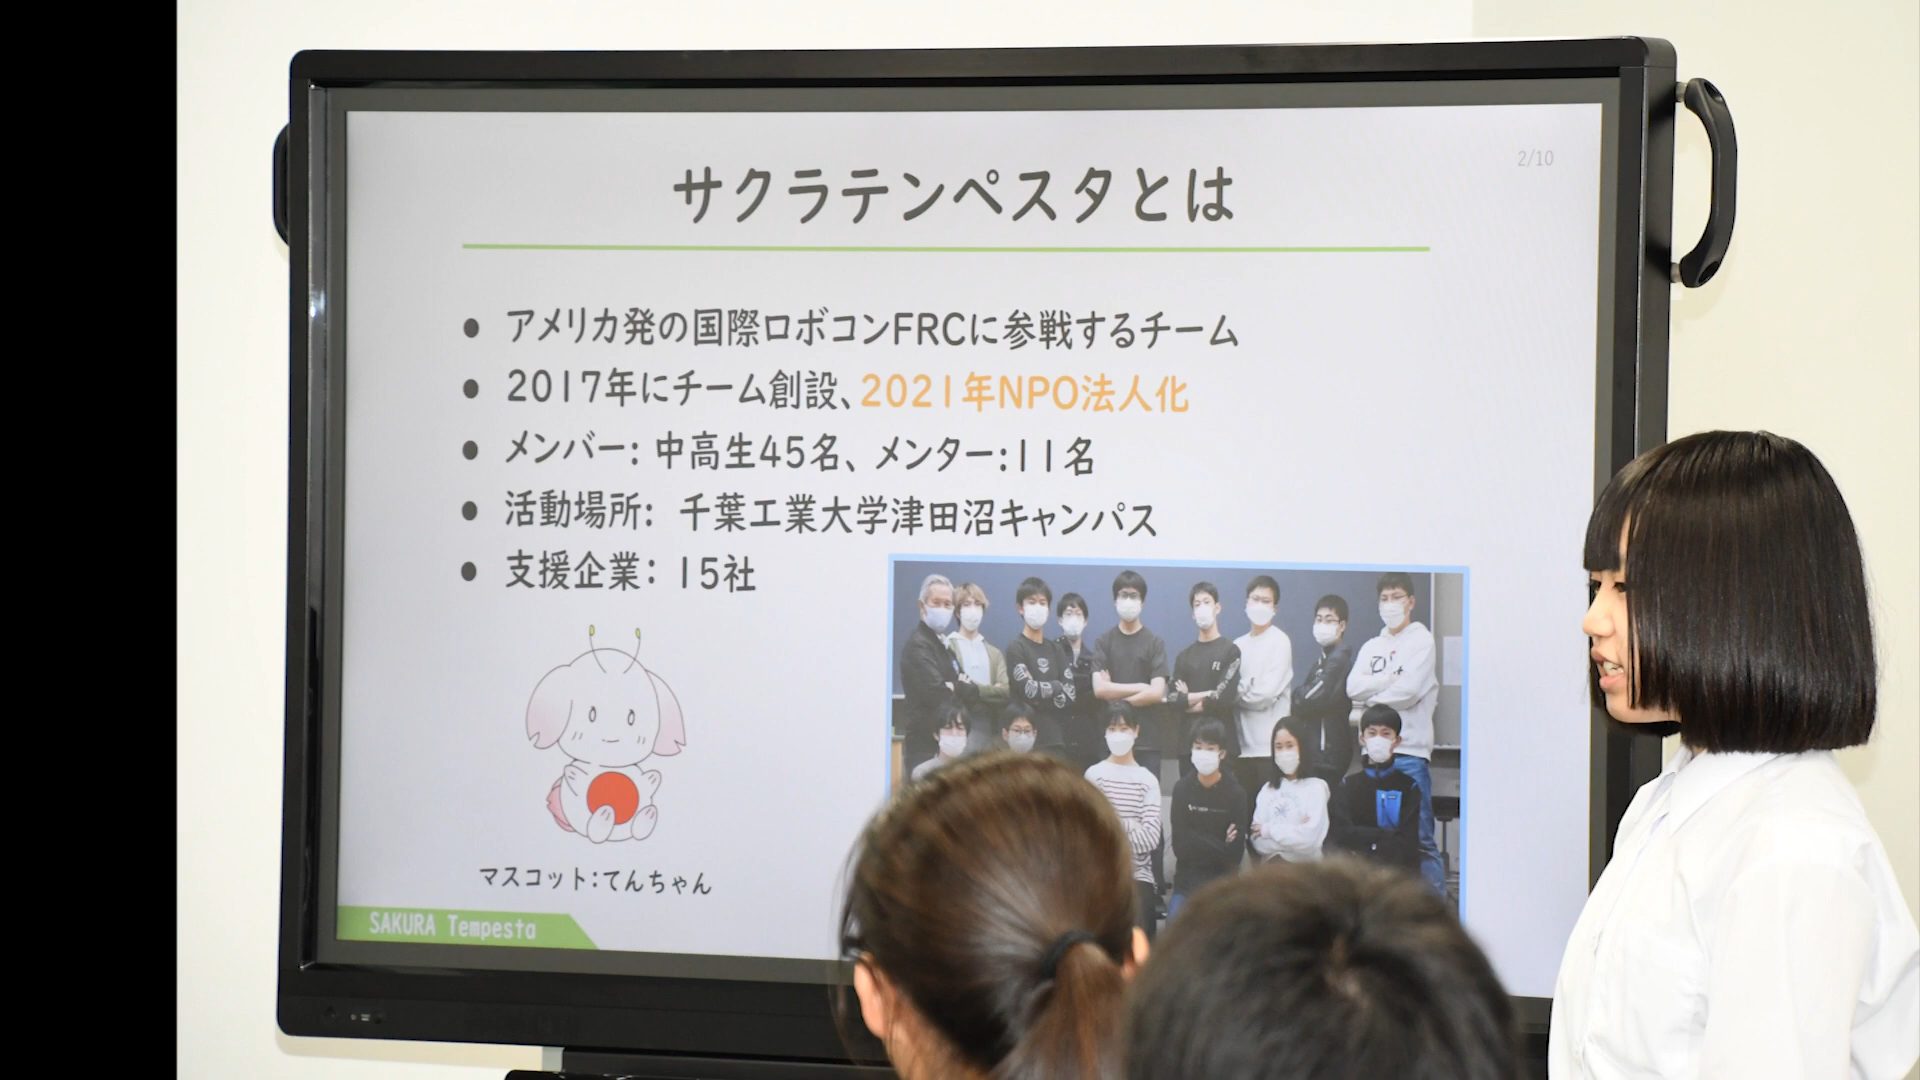 2/10
サクラテンペスタとは
● アメリカ発の国際ロボコンFRCに参戦するチーム
● 2017年にチーム創設、2021年NPO法人化
● メンバー: 中高生45名、メンター:11名
● 活動場所: 千葉工業大学津田沼キャンパス
● 支援企業: 15社
マスコット:てんちゃん
SAKURA Tempesta